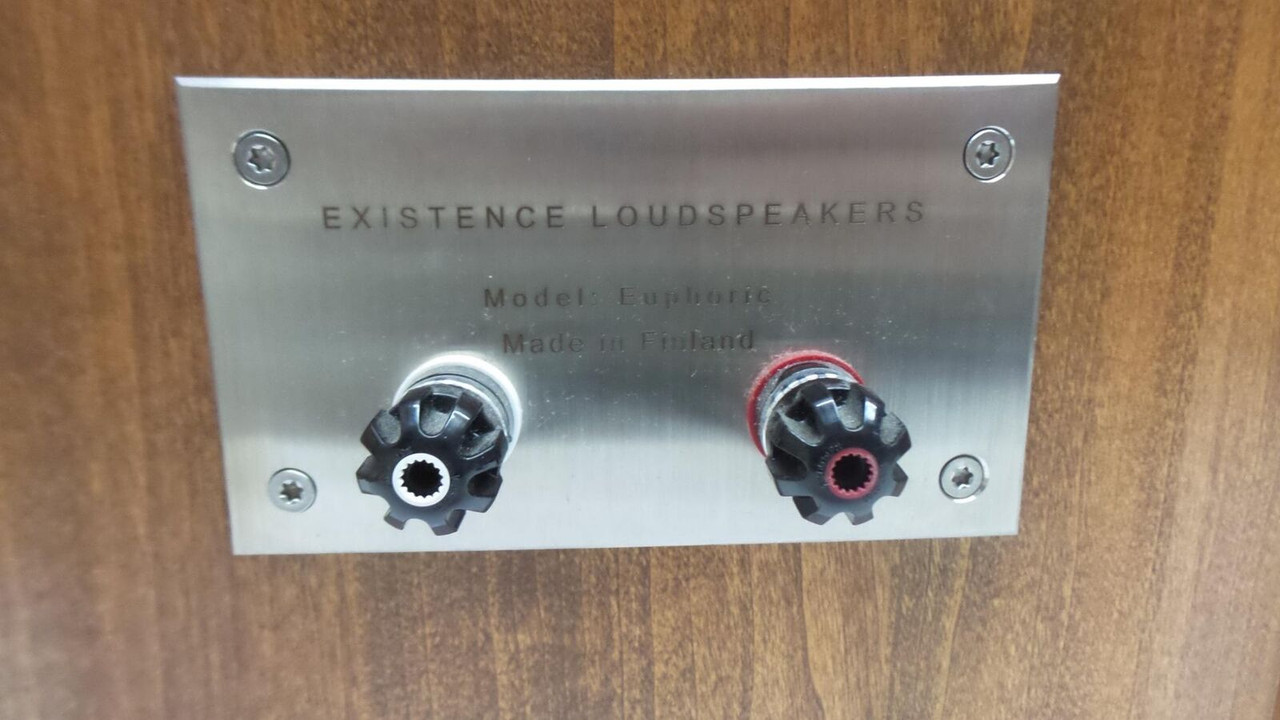 EXISTENCE LOUDSPEAKERS
Model: Euphoric
Made in Finland